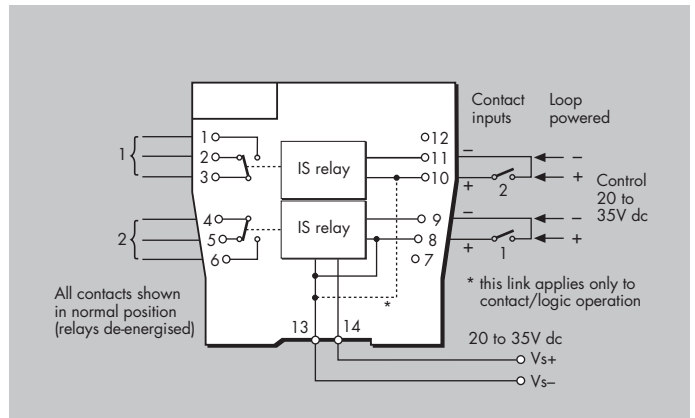 Contact inputs
Loop powered
1
1
2
3
IS relay
12
11
10
–
+
2
–
+
Control
20 to
35V dc
2
4
5
6
IS relay
9
8
7
–
+
1
–
+
*
* this link applies only to
contact/logic operation
All contacts shown
in normal position
(relays de-energised)
13
14
20 to 35V dc
Vs+
Vs–